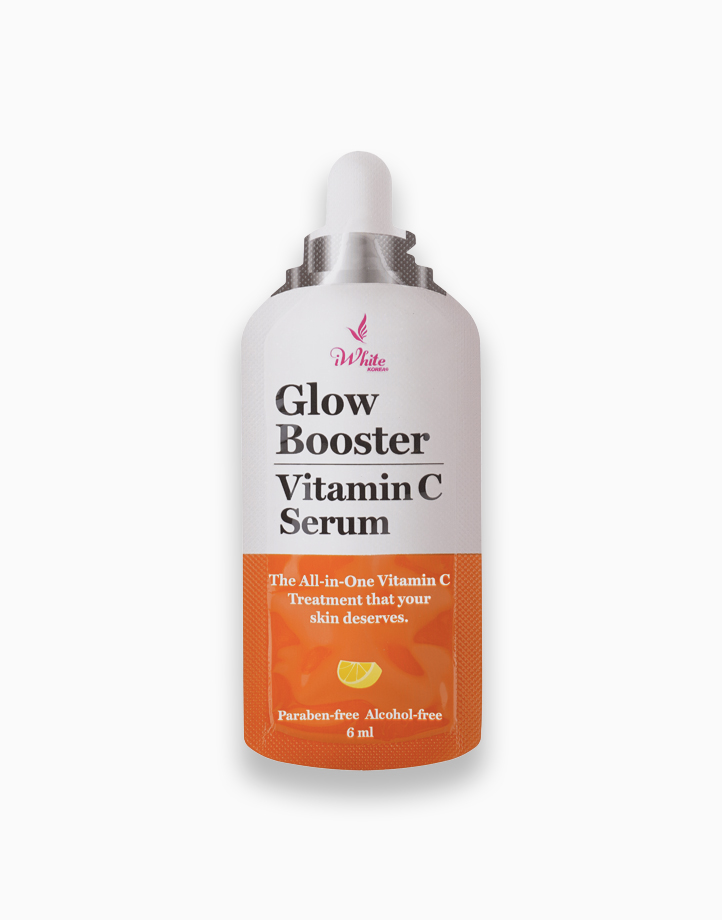 iWhite
KOREA
Glow
Booster
Vitamin C
Serum
The All-in-One Vitamin C
Treatment that your
skin deserves.
Paraben-free Alcohol-free
6 ml